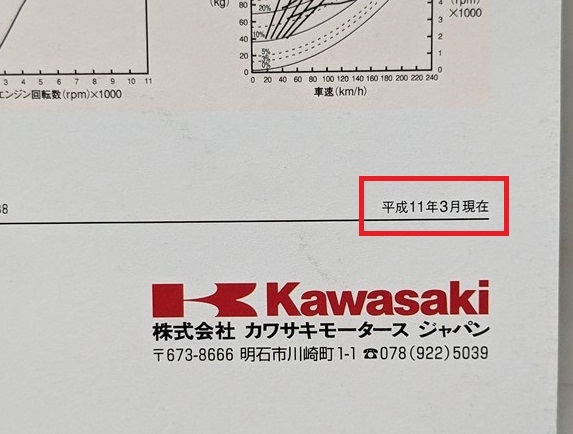 (kg)
80
60
40
20
0
20%
10%
5%
0%
4
3
2
1
0
(rpm)
×1000
3 4 5 6 7 8 9 10 11
エンジン回転数(rpm)×1000
0 20 40 60 80 100 120 140 160 180 200 220 240
車速(km/h)
平成11年3月現在
Kawasaki
株式会社 カワサキモータース ジャパン
〒673-8666 明石市川崎町1-1 ☎078(922)5039